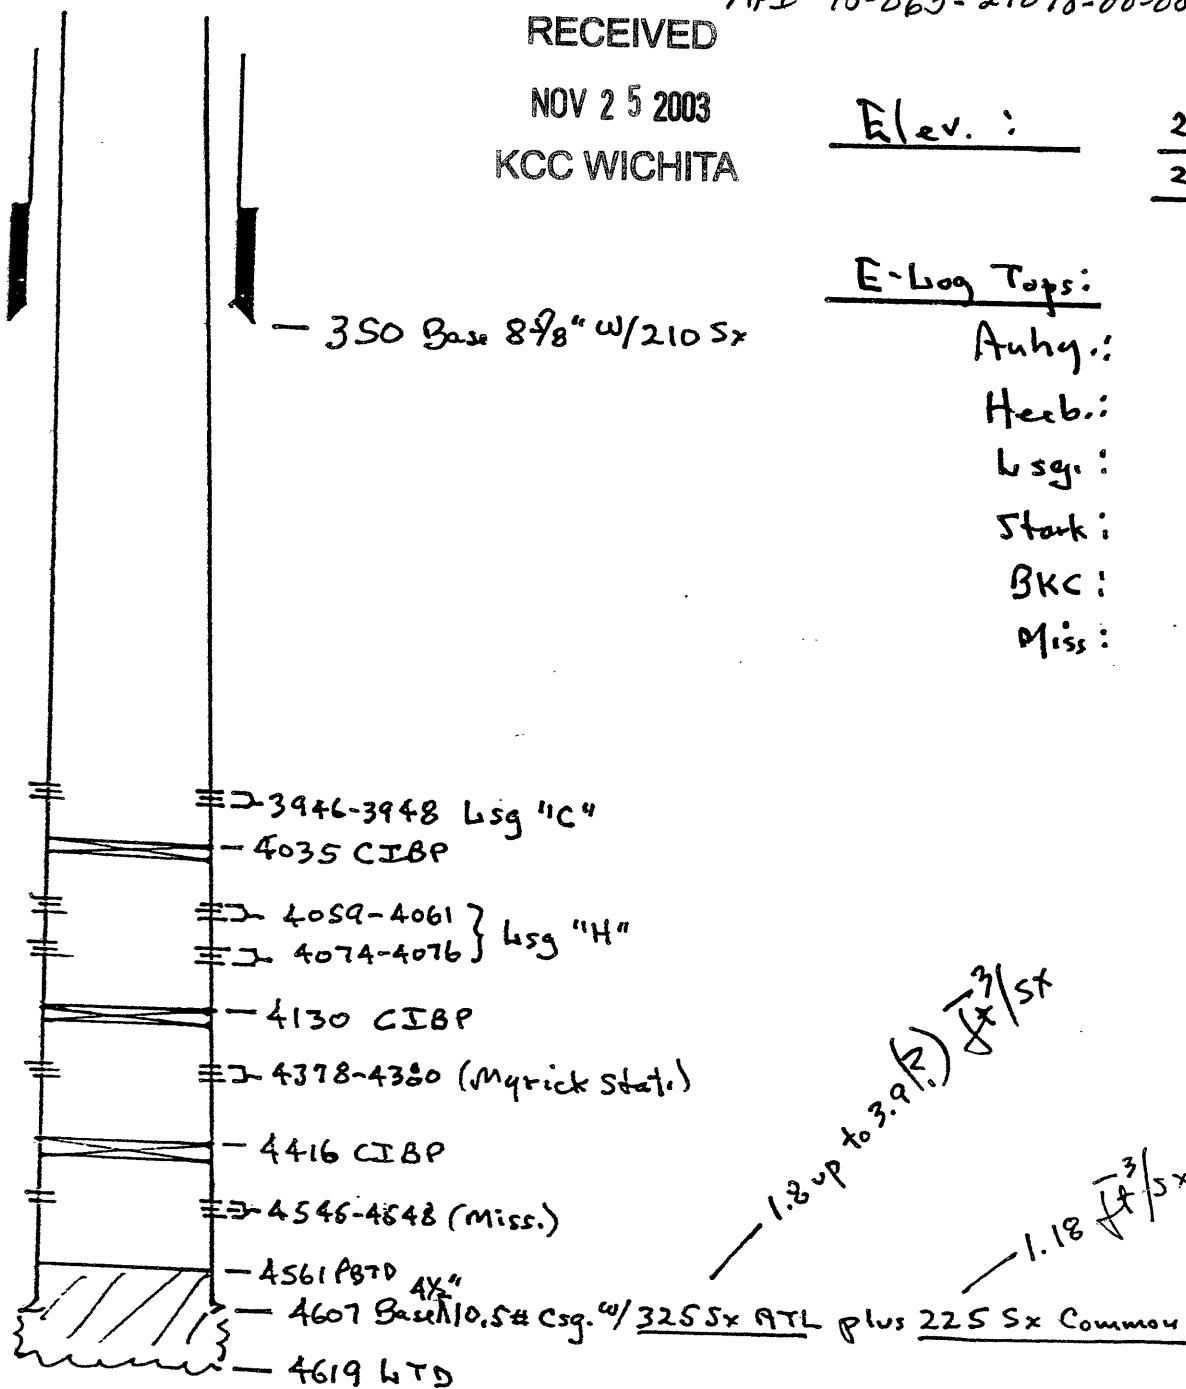 RECEIVED
NOV 25 2003
KCC WICHITA
Elev. :
2
2
E-Log Tops:
Anhy.:
Heeb.:
Lsg. :
Stark :
BKC :
Miss :
350 Base 8 5/8" w/210 Sx
3946-3948 Lsg "C"
4035 CIBP
4059-4061
4074-4076 } Lsg "H"
4130 CIBP
4378-4380 (Myrick Stat.)
4416 CIBP
4546-4548 (Miss.)
4561 PBTD
4607 Base 4½" 10.5# Csg. w/ 325 Sx ATL plus 225 Sx Common
1.8 up to 3.9(?) ft³/sx
1.18 ft³/sx
4619 LTD